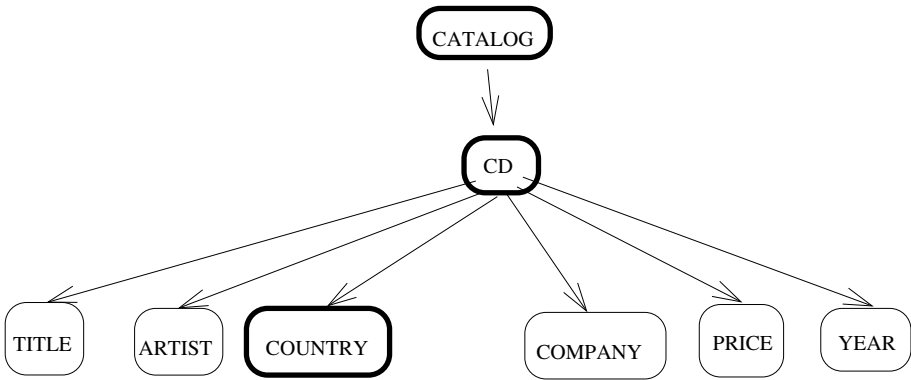 CATALOG
CD
TITLE
ARTIST
COUNTRY
COMPANY
PRICE
YEAR